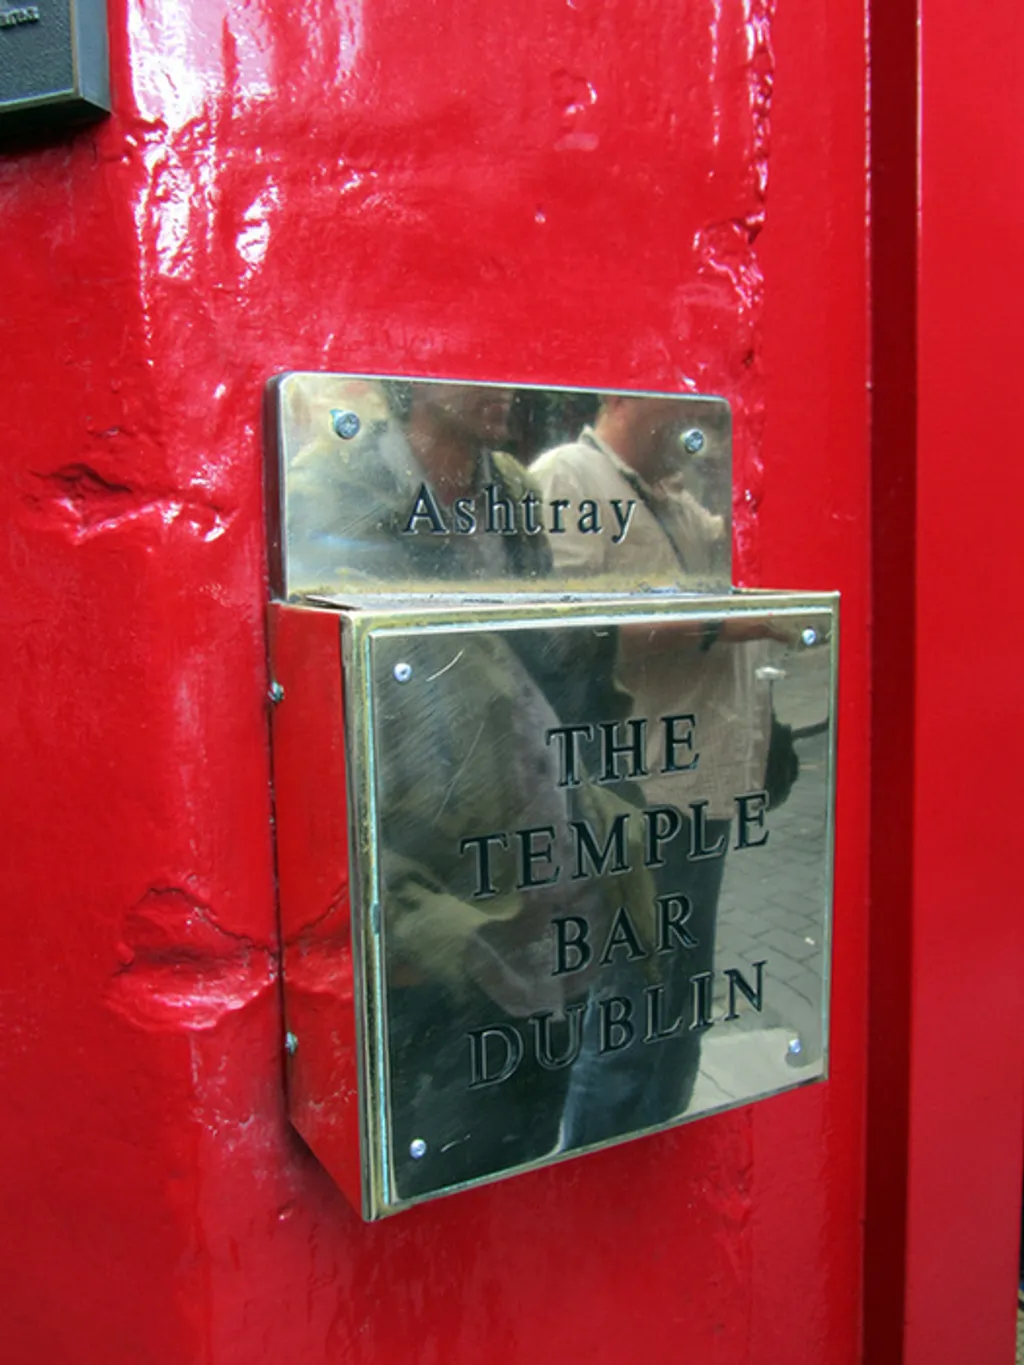 Ashtray
THE
TEMPLE
BAR
DUBLIN